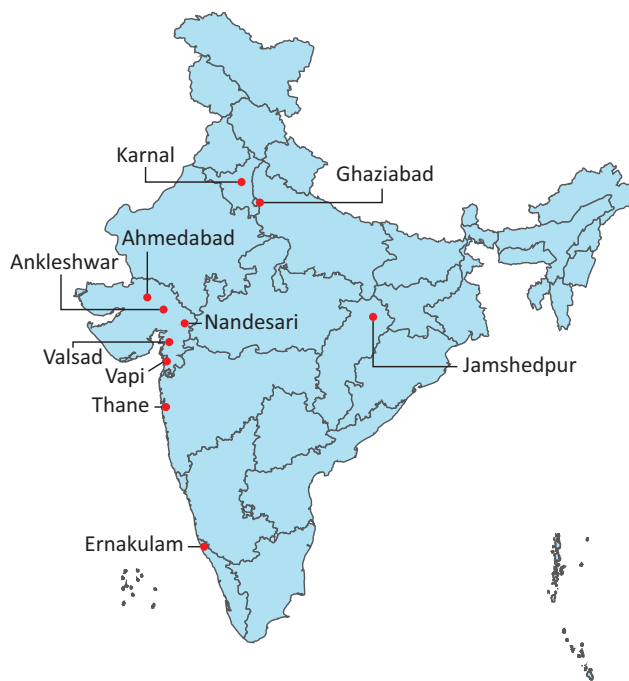 Karnal
Ghaziabad
Ahmedabad
Ankleshwar
Nandesari
Valsad
Vapi
Jamshedpur
Thane
Ernakulam